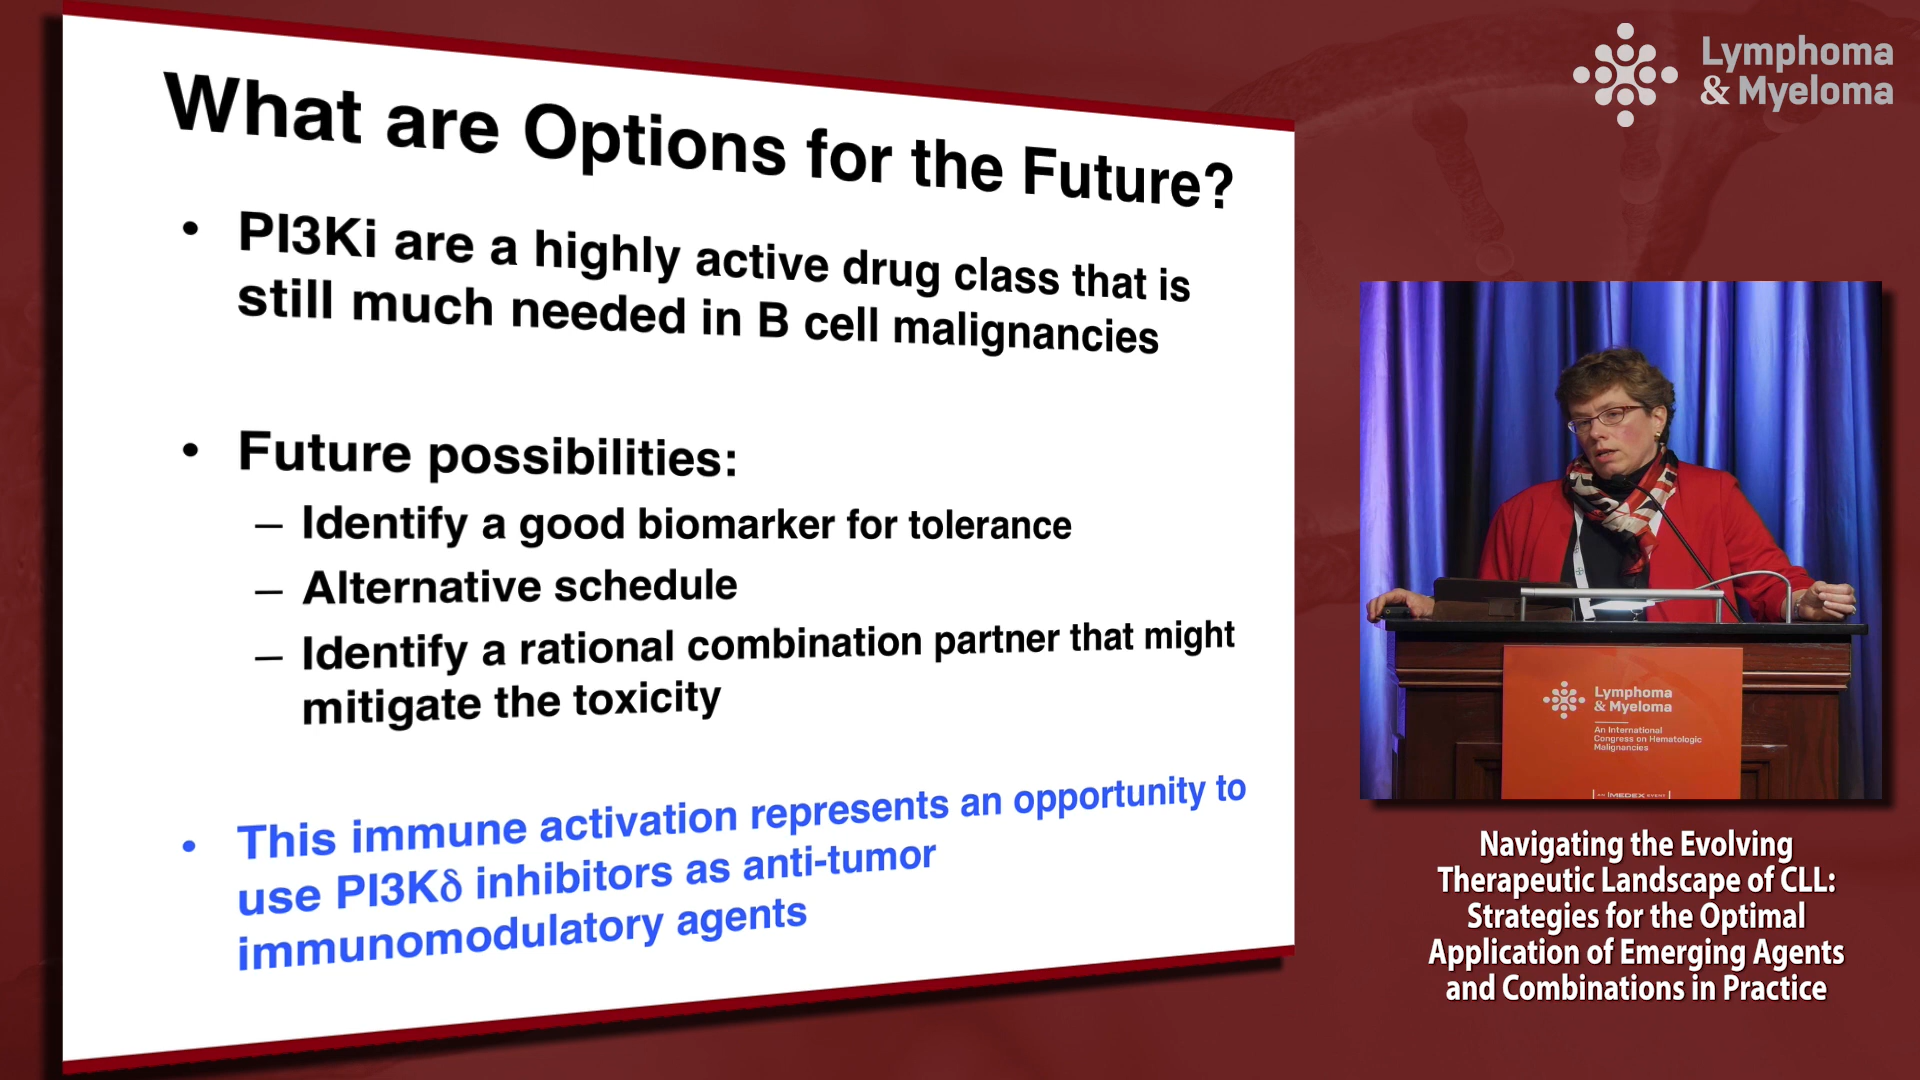 What are Options for the Future?
• PI3Ki are a highly active drug class that is
still much needed in B cell malignancies
• Future possibilities:
– Identify a good biomarker for tolerance
– Alternative schedule
– Identify a rational combination partner that might
mitigate the toxicity
• This immune activation represents an opportunity to
use PI3Kδ inhibitors as anti-tumor
immunomodulatory agents
Lymphoma
& Myeloma
Lymphoma
& Myeloma
An International
Congress on Hematologic
Malignancies
AN IMEDEX EVENT
Navigating the Evolving
Therapeutic Landscape of CLL:
Strategies for the Optimal
Application of Emerging Agents
and Combinations in Practice